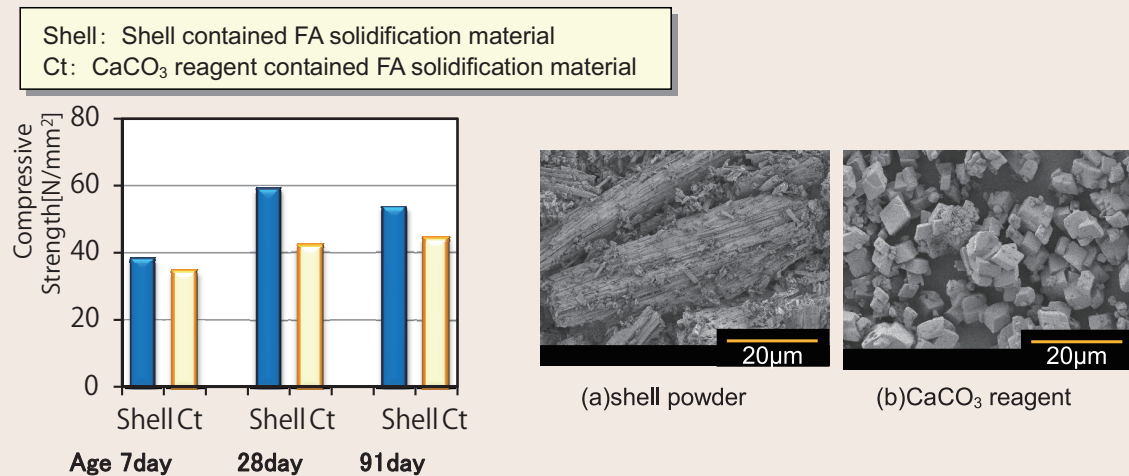 Shell: Shell contained FA solidification material
Ct: CaCO₃ reagent contained FA solidification material
Compressive
Strength[N/mm²]
80
60
40
20
0
Shell Ct Shell Ct Shell Ct
Age 7day 28day 91day
20µm
20µm
(a)shell powder
(b)CaCO₃ reagent